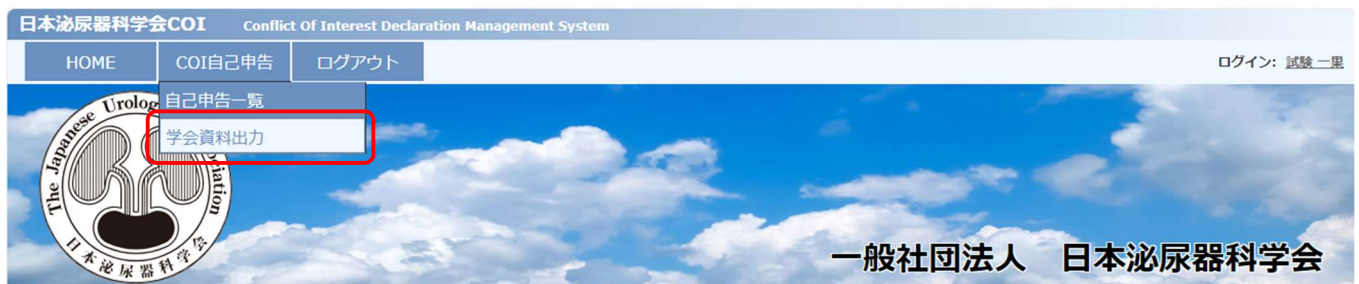 日本泌尿器科学会COI Conflict Of Interest Declaration Management System
HOME COI自己申告 ログアウト ログイン: 試験 一果
自己申告一覧
学会資料出力
The Japanese Urological Association
日本泌尿器科学会
一般社団法人 日本泌尿器科学会